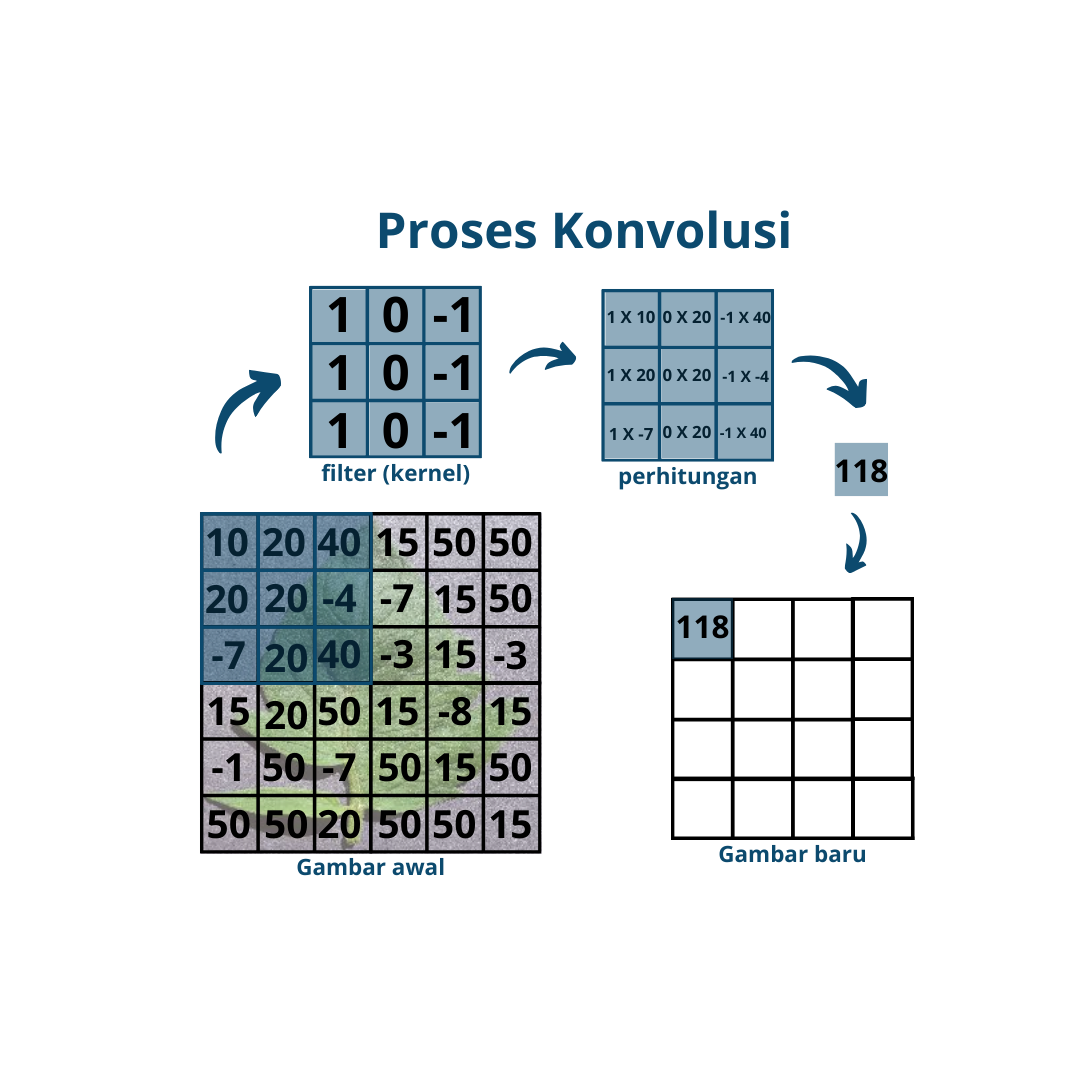 Proses Konvolusi
1 0 -1
1 0 -1
1 0 -1
filter (kernel)
1 X 10 0 X 20 -1 X 40
1 X 20 0 X 20 -1 X -4
1 X -7 0 X 20 -1 X 40
perhitungan
118
10 20 40 15 50 50
20 20 -4 -7 15 50
-7 20 40 -3 15 -3
15 20 50 15 -8 15
-1 50 -7 50 15 50
50 50 20 50 50 15
Gambar awal
118
Gambar baru